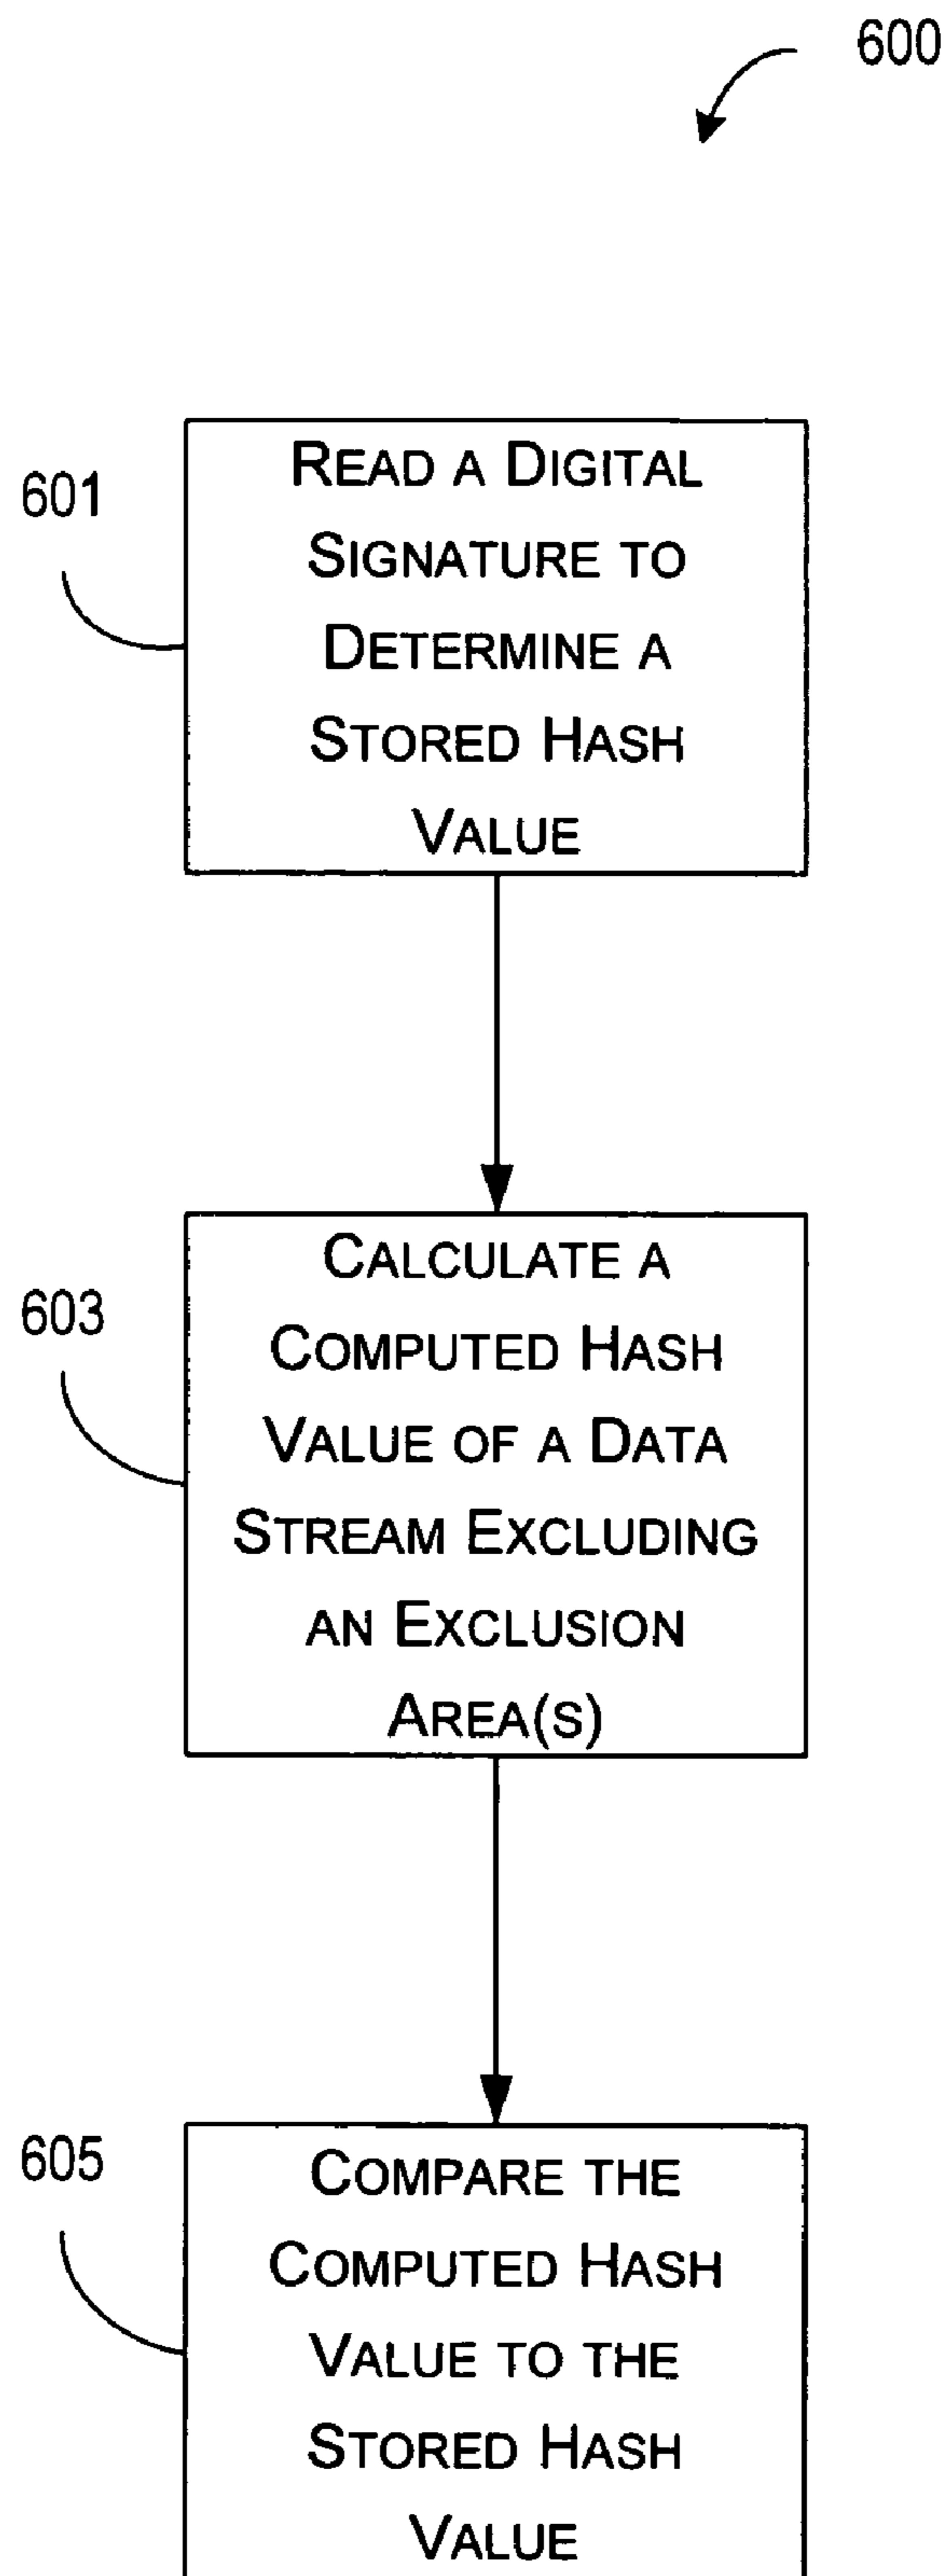 600
601
READ A DIGITAL
SIGNATURE TO
DETERMINE A
STORED HASH
VALUE
603
CALCULATE A
COMPUTED HASH
VALUE OF A DATA
STREAM EXCLUDING
AN EXCLUSION
AREA(S)
605
COMPARE THE
COMPUTED HASH
VALUE TO THE
STORED HASH
VALUE